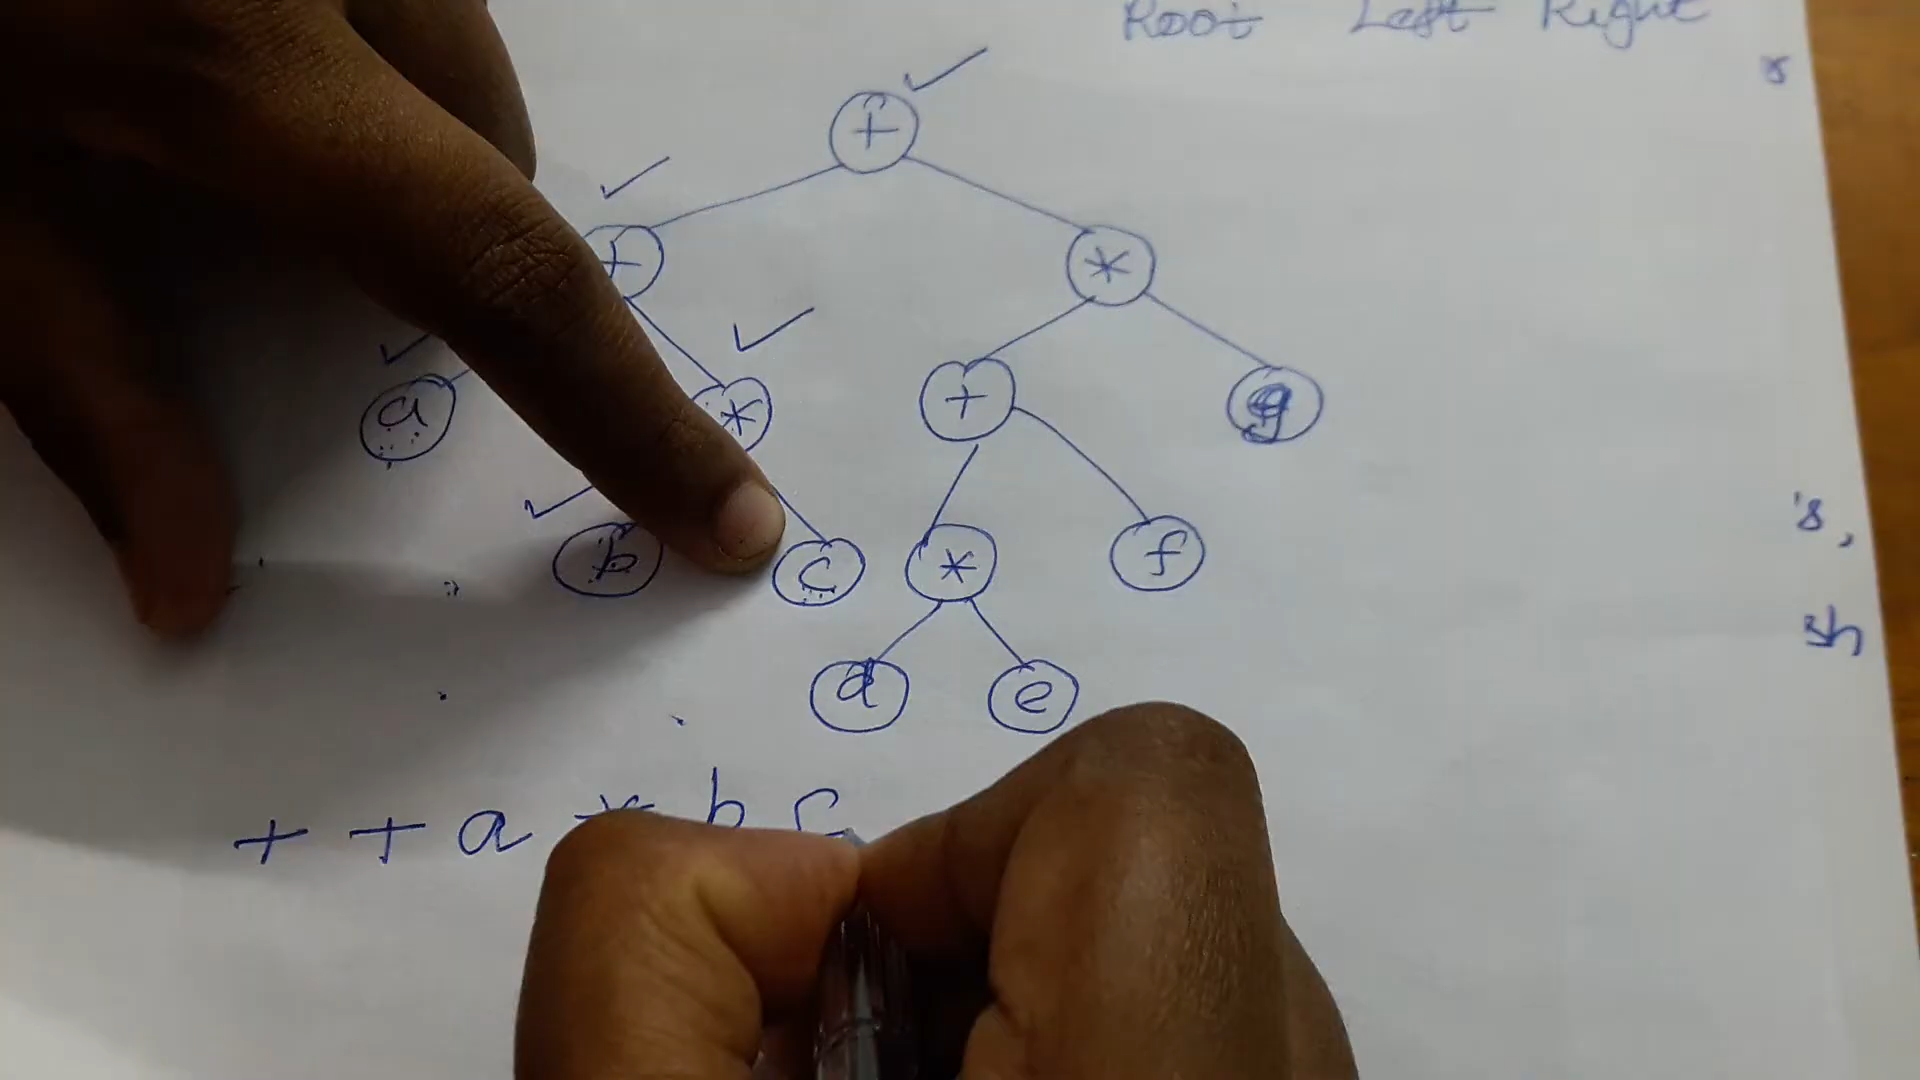 Root Left Right
+
+ *
a * + g
b c * f
d e
+ + a * b c